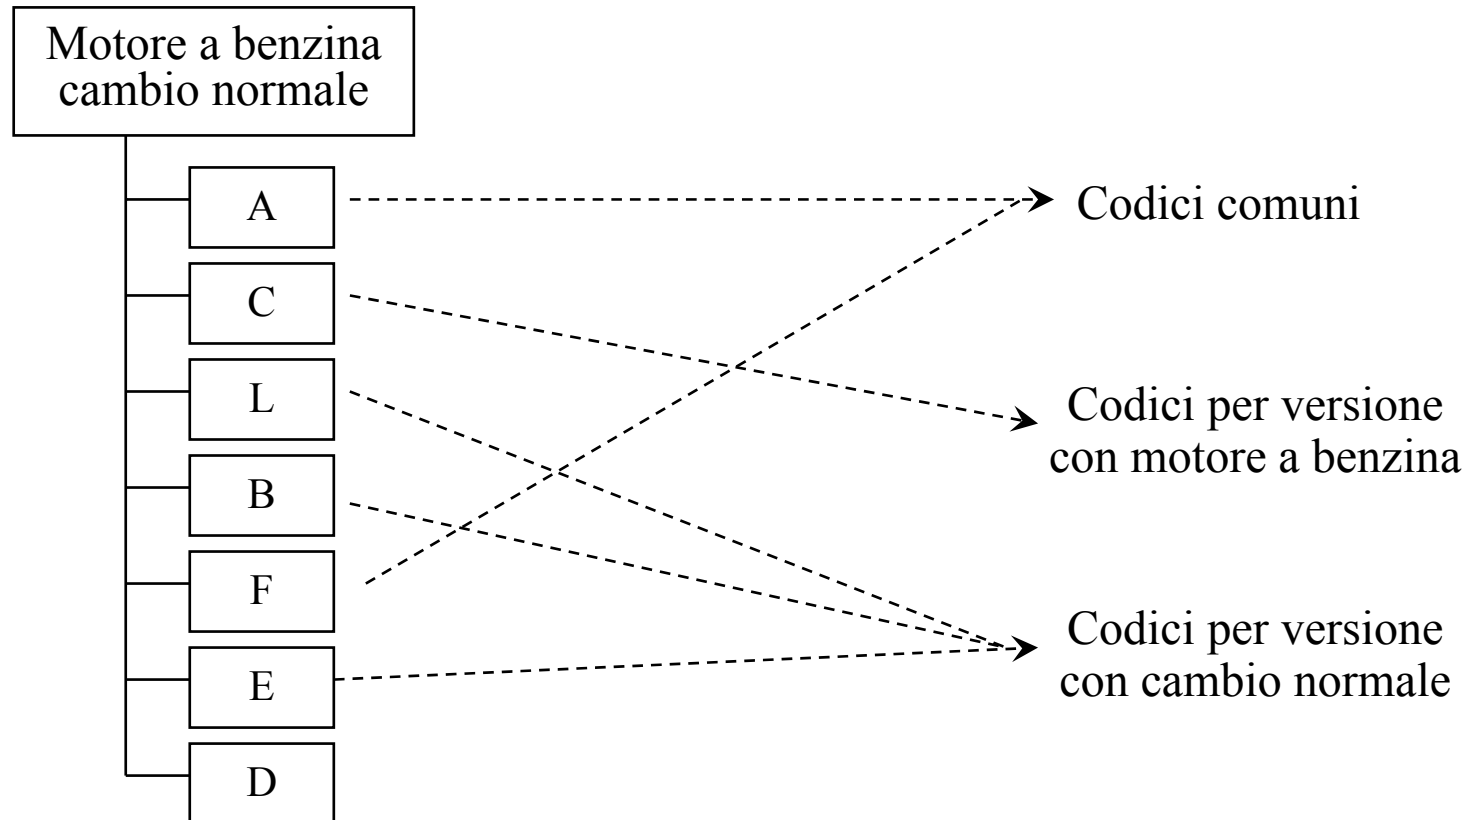 Motore a benzina
cambio normale
A
C
L
B
F
E
D
Codici comuni
Codici per versione
con motore a benzina
Codici per versione
con cambio normale